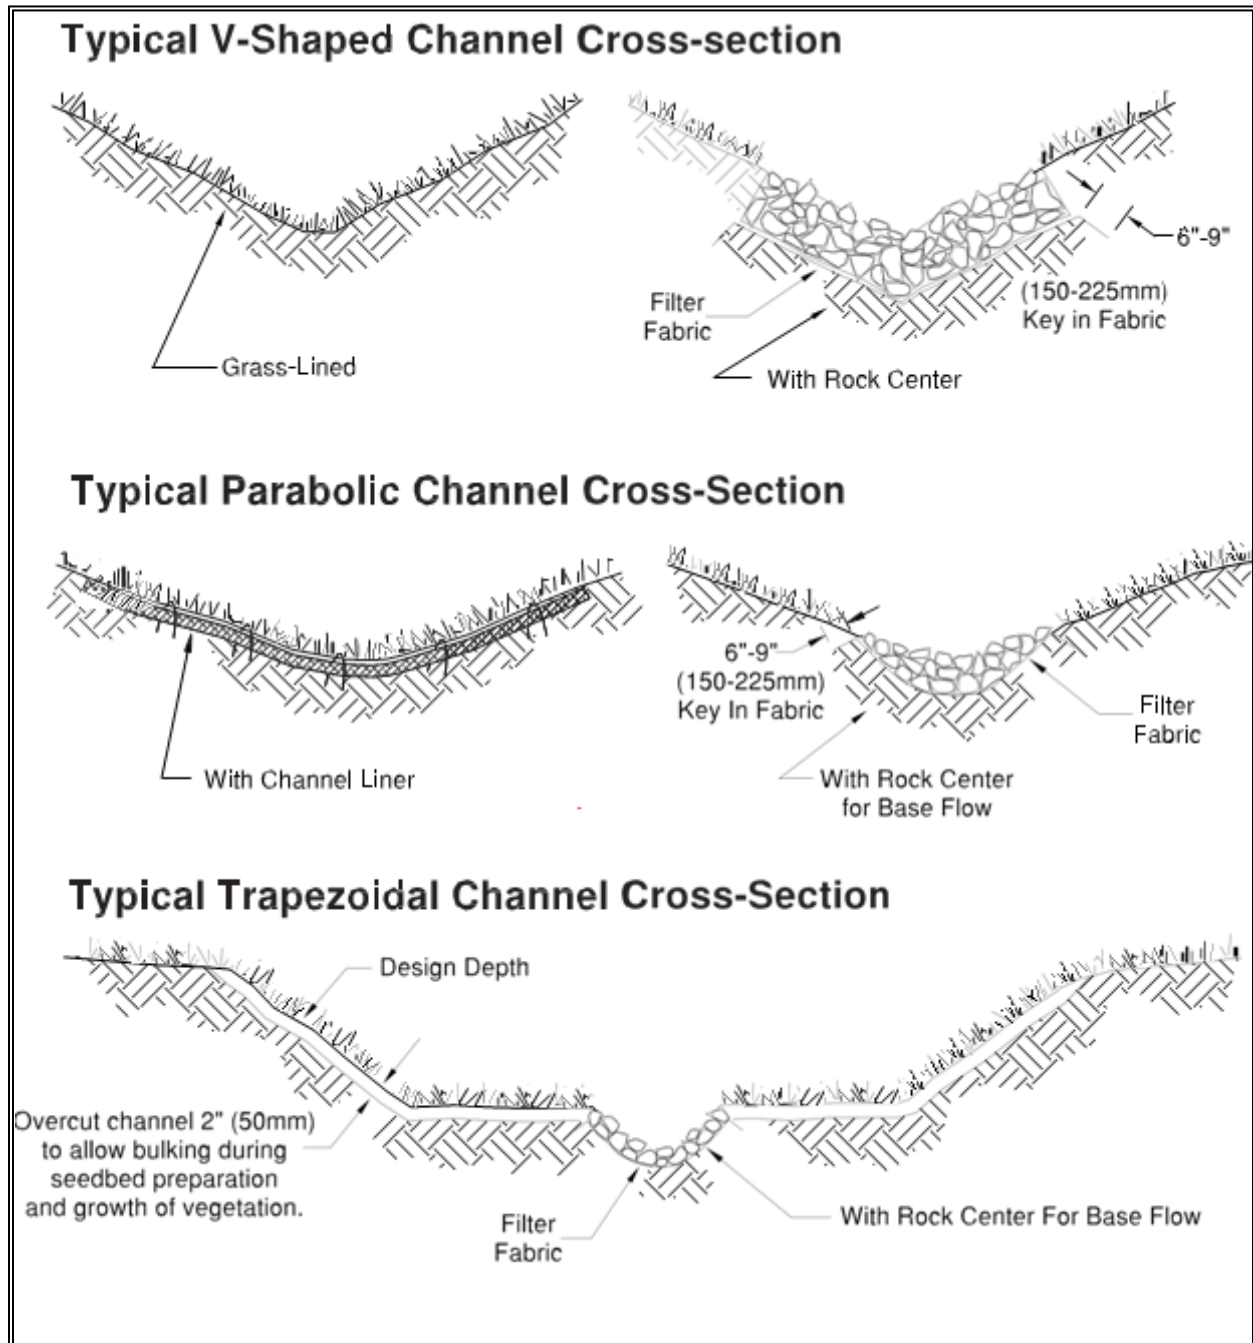 Typical V-Shaped Channel Cross-section
6"-9"
Filter
Fabric
(150-225mm)
Key in Fabric
Grass-Lined
With Rock Center
Typical Parabolic Channel Cross-Section
6"-9"
(150-225mm)
Key In Fabric
Filter
Fabric
With Channel Liner
With Rock Center
for Base Flow
Typical Trapezoidal Channel Cross-Section
Design Depth
Overcut channel 2" (50mm)
to allow bulking during
seedbed preparation
and growth of vegetation.
Filter
Fabric
With Rock Center For Base Flow